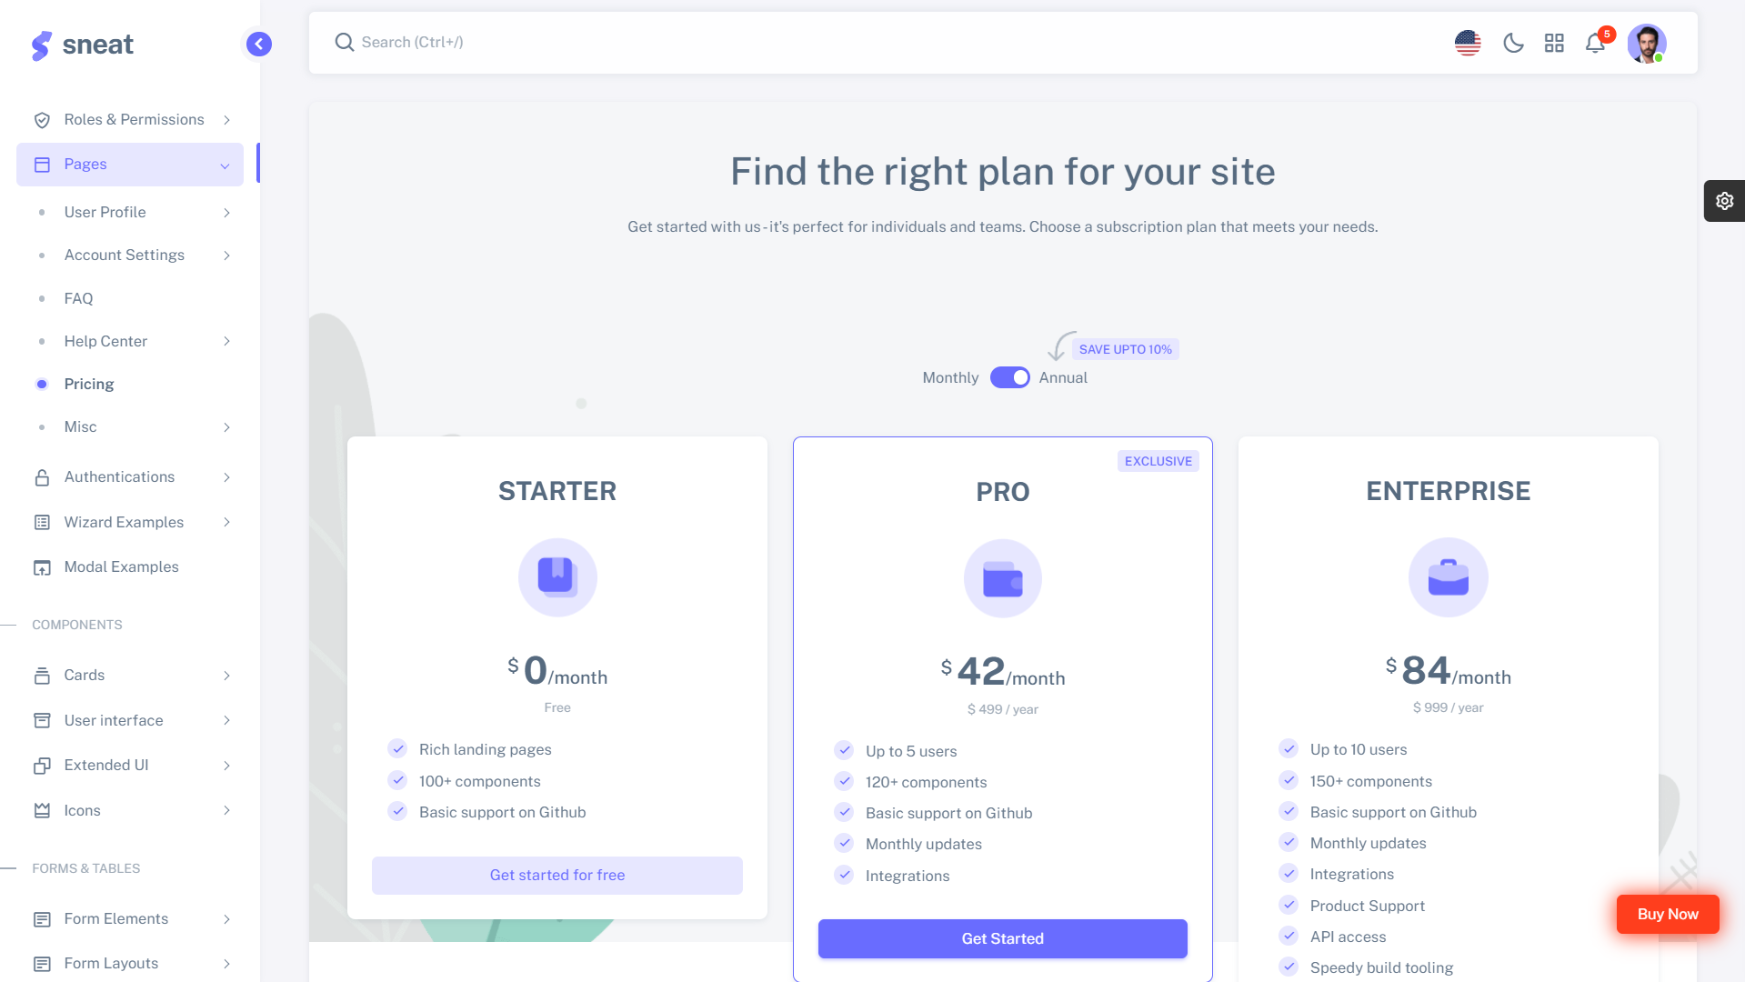 sneat
Search (Ctrl+/)
5
Roles & Permissions
Pages
User Profile
Account Settings
FAQ
Help Center
Pricing
Misc
Authentications
Wizard Examples
Modal Examples
COMPONENTS
Cards
User interface
Extended UI
Icons
FORMS & TABLES
Form Elements
Form Layouts
Find the right plan for your site
Get started with us - it's perfect for individuals and teams. Choose a subscription plan that meets your needs.
SAVE UPTO 10%
Monthly Annual
STARTER
$ 0/month
Free
Rich landing pages
100+ components
Basic support on Github
Get started for free
EXCLUSIVE
PRO
$ 42/month
$ 499 / year
Up to 5 users
120+ components
Basic support on Github
Monthly updates
Integrations
Get Started
ENTERPRISE
$ 84/month
$ 999 / year
Up to 10 users
150+ components
Basic support on Github
Monthly updates
Integrations
Product Support
API access
Speedy build tooling
Buy Now